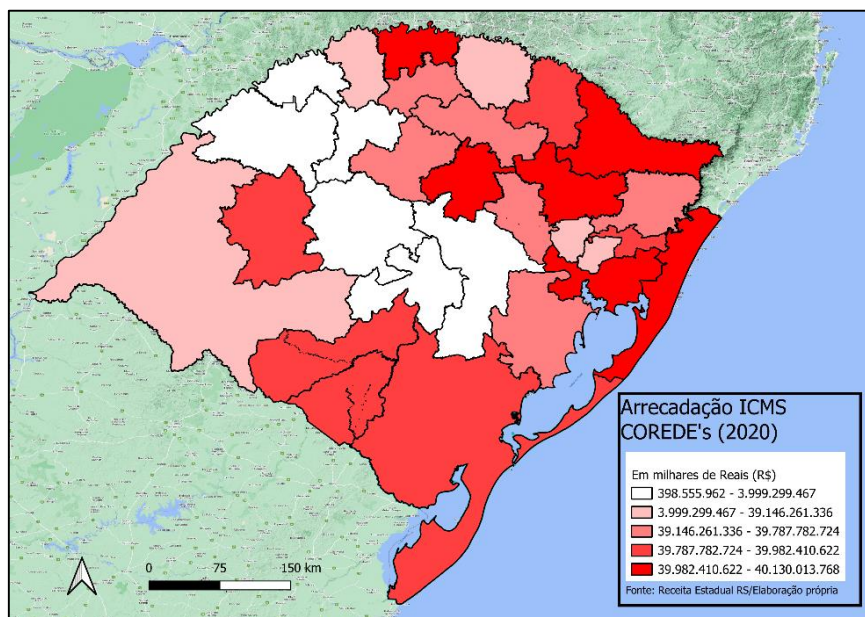 Arrecadação ICMS
COREDE's (2020)
Em milhares de Reais (R$)
398.555.962 - 3.999.299.467
3.999.299.467 - 39.146.261.336
39.146.261.336 - 39.787.782.724
39.787.782.724 - 39.982.410.622
39.982.410.622 - 40.130.013.768
Fonte: Receita Estadual RS/Elaboração própria
0 75 150 km